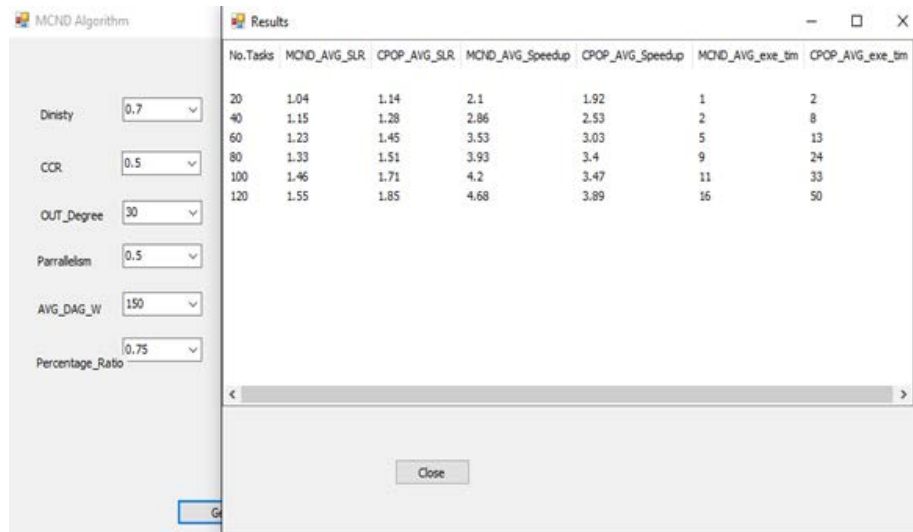 MCND Algorithm
Dinisty 0.7
CCR 0.5
OUT_Degree 30
Parrallelism 0.5
AVG_DAG_W 150
Percentage_Ratio 0.75
Results
No.Tasks MCND_AVG_SLR CPOP_AVG_SLR MCND_AVG_Speedup CPOP_AVG_Speedup MCND_AVG_exe_tim CPOP_AVG_exe_tim
20 1.04 1.14 2.1 1.92 1 2
40 1.15 1.28 2.86 2.53 2 8
60 1.23 1.45 3.53 3.03 5 13
80 1.33 1.51 3.93 3.4 9 24
100 1.46 1.71 4.2 3.47 11 33
120 1.55 1.85 4.68 3.89 16 50
Close